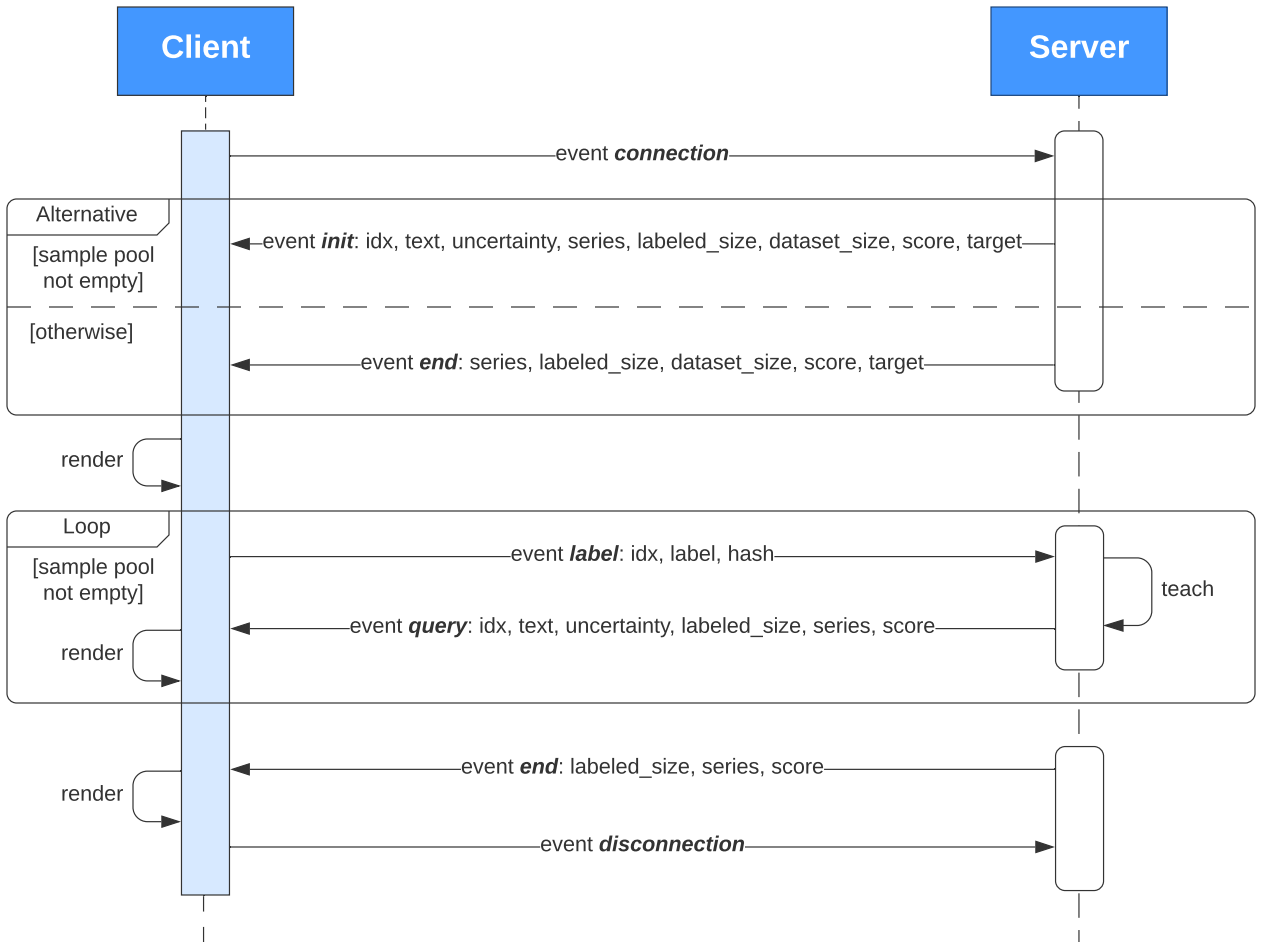 Client
Server
event connection
Alternative
[sample pool
not empty]
event init: idx, text, uncertainty, series, labeled_size, dataset_size, score, target
[otherwise]
event end: series, labeled_size, dataset_size, score, target
render
Loop
[sample pool
not empty]
event label: idx, label, hash
teach
event query: idx, text, uncertainty, labeled_size, series, score
render
event end: labeled_size, series, score
render
event disconnection